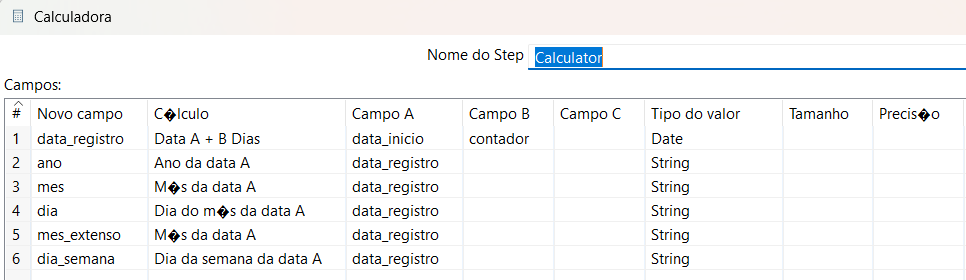 Calculadora
Nome do Step Calculator
Campos:
# Novo campo C�lculo Campo A Campo B Campo C Tipo do valor Tamanho Precis�o
1 data_registro Data A + B Dias data_inicio contador Date
2 ano Ano da data A data_registro String
3 mes M�s da data A data_registro String
4 dia Dia do m�s da data A data_registro String
5 mes_extenso M�s da data A data_registro String
6 dia_semana Dia da semana da data A data_registro String